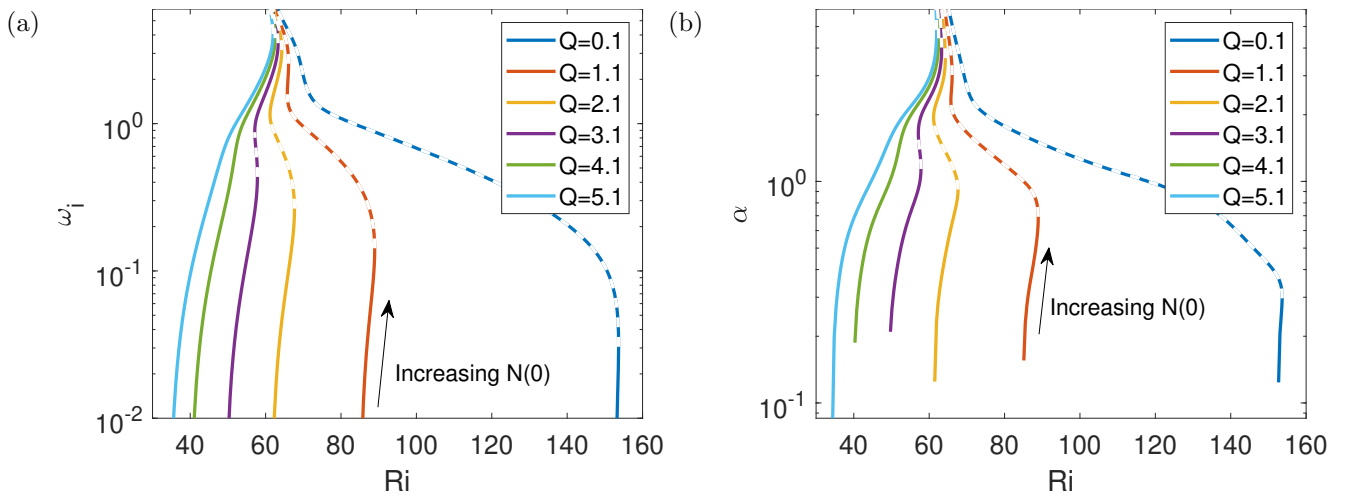 (a)
ω_i
10^0
10^-1
10^-2
40 60 80 100 120 140 160
Ri
Q=0.1
Q=1.1
Q=2.1
Q=3.1
Q=4.1
Q=5.1
Increasing N(0)
(b)
α
10^0
10^-1
40 60 80 100 120 140 160
Ri
Q=0.1
Q=1.1
Q=2.1
Q=3.1
Q=4.1
Q=5.1
Increasing N(0)